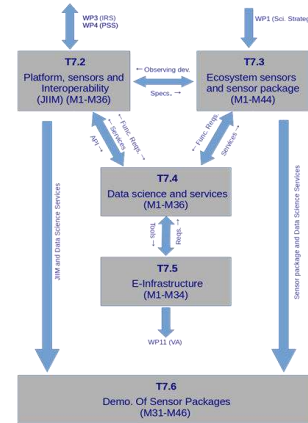 WP3 (IRS)
WP4 (PSS)
WP1 (Sci. Strateg
T7.2
Platform, sensors and
Interoperability
(JIIM) (M1-M36)
← Observing dev.
Specs. →
T7.3
Ecosystem sensors
and sensor package
(M1-M44)
← Func. Reqs. →
← Services
API →
← Func. Reqs.
Services →
T7.4
Data science and services
(M1-M36)
← tools
Reqs. →
T7.5
E-Infrastructure
(M1-M34)
WP11 (VA)
JIIM and Data Science Services
Sensor package and Data Science Services
T7.6
Demo. Of Sensor Packages
(M31-M46)